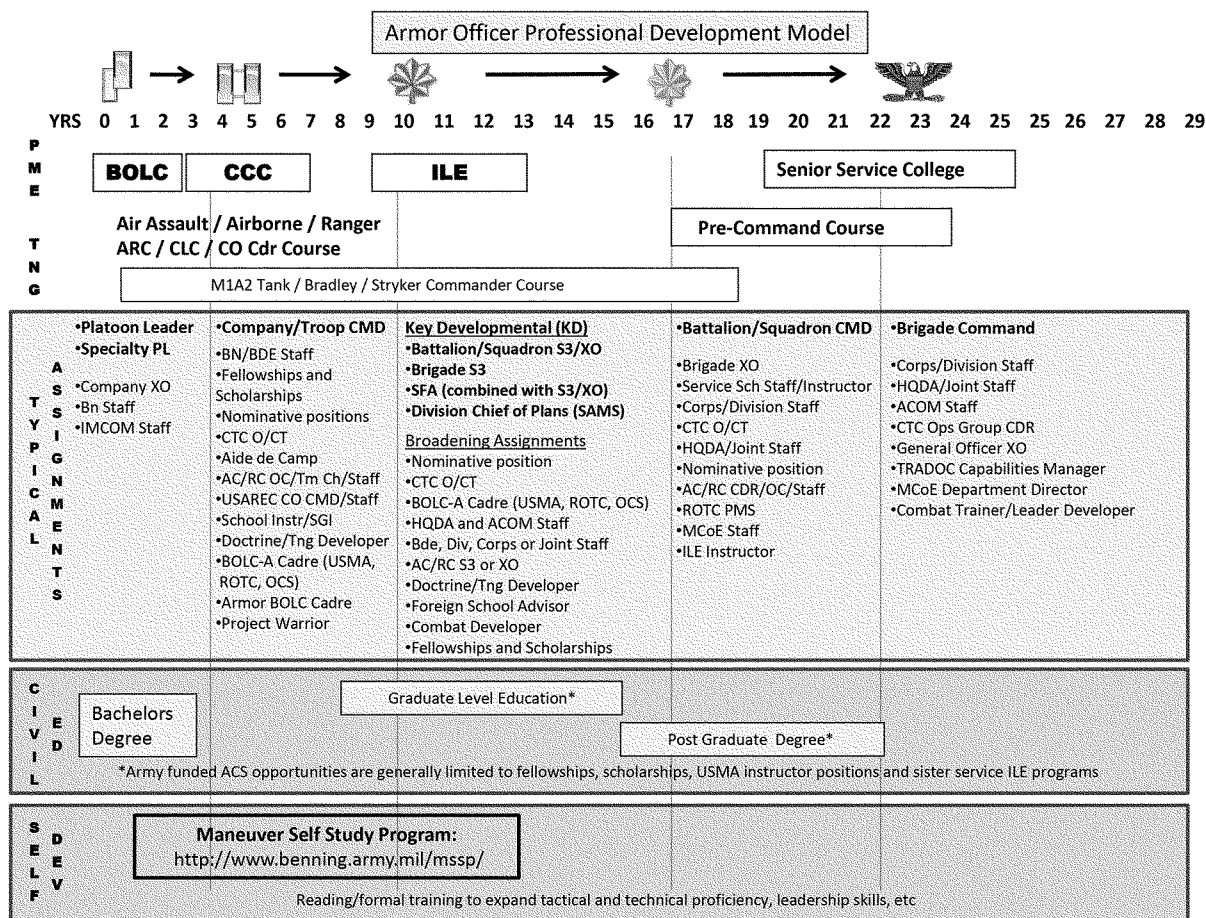 Armor Officer Professional Development Model
YRS 0 1 2 3 4 5 6 7 8 9 10 11 12 13 14 15 16 17 18 19 20 21 22 23 24 25 25 26 27 28 29
PME
BOLC
CCC
ILE
Senior Service College
TNG
Air Assault / Airborne / Ranger
ARC / CLC / CO Cdr Course
Pre-Command Course
M1A2 Tank / Bradley / Stryker Commander Course
TYPICAL
ASSIGNMENTS
•Platoon Leader
•Specialty PL
•Company XO
•Bn Staff
•IMCOM Staff
•Company/Troop CMD
•BN/BDE Staff
•Fellowships and
Scholarships
•Nominative positions
•CTC O/CT
•Aide de Camp
•AC/RC OC/Tm Ch/Staff
•USAREC CO CMD/Staff
•School Instr/SGI
•Doctrine/Tng Developer
•BOLC-A Cadre (USMA,
ROTC, OCS)
•Armor BOLC Cadre
•Project Warrior
Key Developmental (KD)
•Battalion/Squadron S3/XO
•Brigade S3
•SFA (combined with S3/XO)
•Division Chief of Plans (SAMS)
Broadening Assignments
•Nominative position
•CTC O/CT
•BOLC-A Cadre (USMA, ROTC, OCS)
•HQDA and ACOM Staff
•Bde, Div, Corps or Joint Staff
•AC/RC S3 or XO
•Doctrine/Tng Developer
•Foreign School Advisor
•Combat Developer
•Fellowships and Scholarships
•Battalion/Squadron CMD
•Brigade XO
•Service Sch Staff/Instructor
•Corps/Division Staff
•CTC O/CT
•HQDA/Joint Staff
•Nominative position
•AC/RC CDR/OC/Staff
•ROTC PMS
•MCoE Staff
•ILE Instructor
•Brigade Command
•Corps/Division Staff
•HQDA/Joint Staff
•ACOM Staff
•CTC Ops Group CDR
•General Officer XO
•TRADOC Capabilities Manager
•MCoE Department Director
•Combat Trainer/Leader Developer
CIVIL
ED
Bachelors
Degree
Graduate Level Education*
Post Graduate Degree*
*Army funded ACS opportunities are generally limited to fellowships, scholarships, USMA instructor positions and sister service ILE programs
SELF
DEV
Maneuver Self Study Program:
http://www.benning.army.mil/mssp/
Reading/formal training to expand tactical and technical proficiency, leadership skills, etc